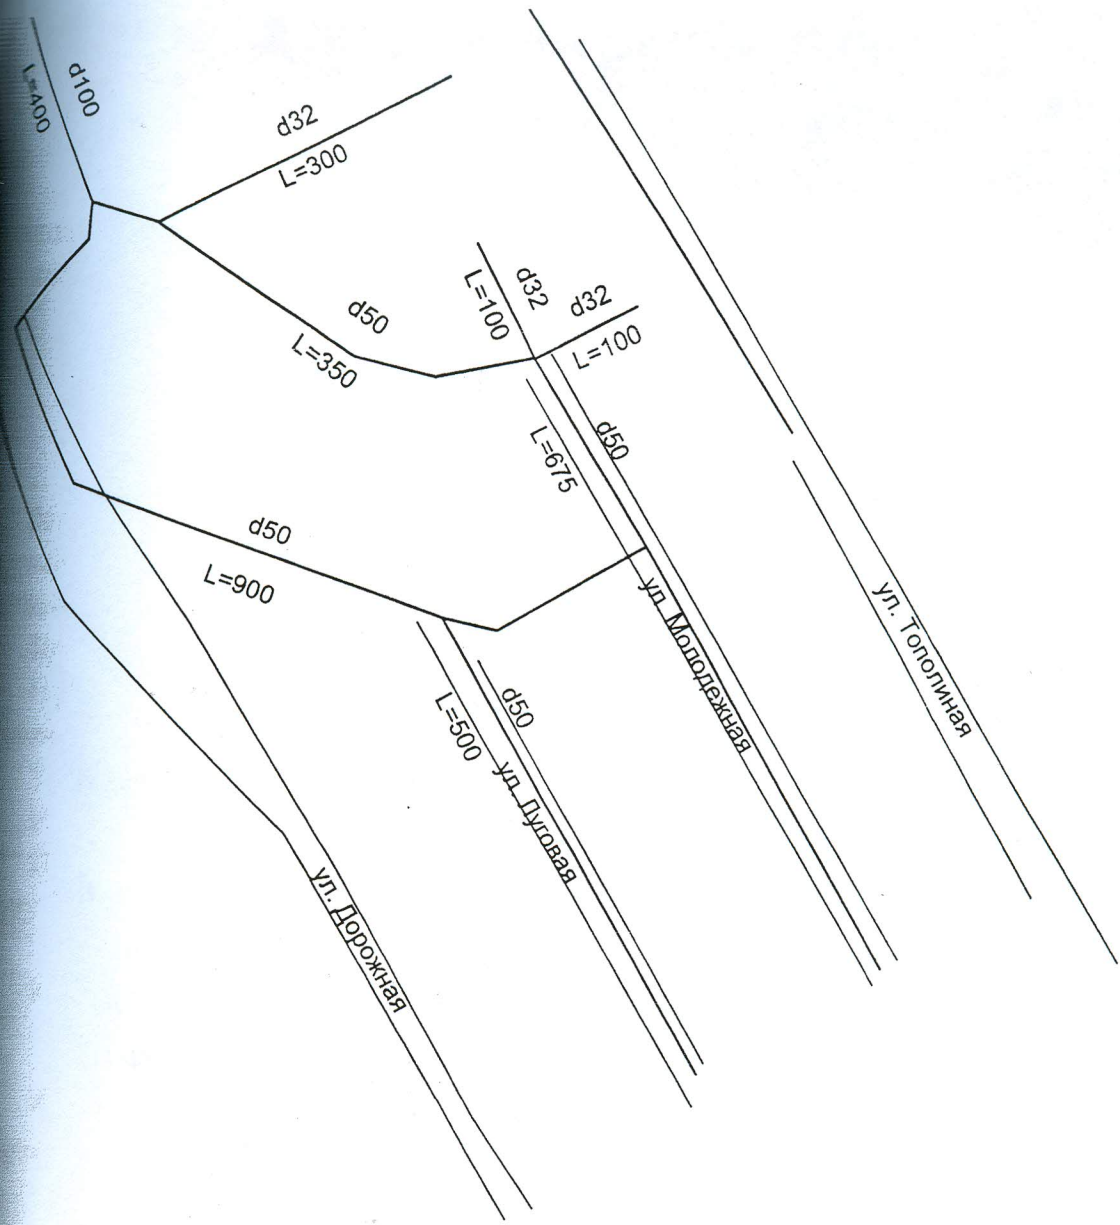 d100
L=400
d32
L=300
d32
L=100
d32
L=100
d50
L=350
d50
L=675
d50
L=900
ул. Молодежная
ул. Тополиная
d50
L=500
ул. Луговая
ул. Дорожная